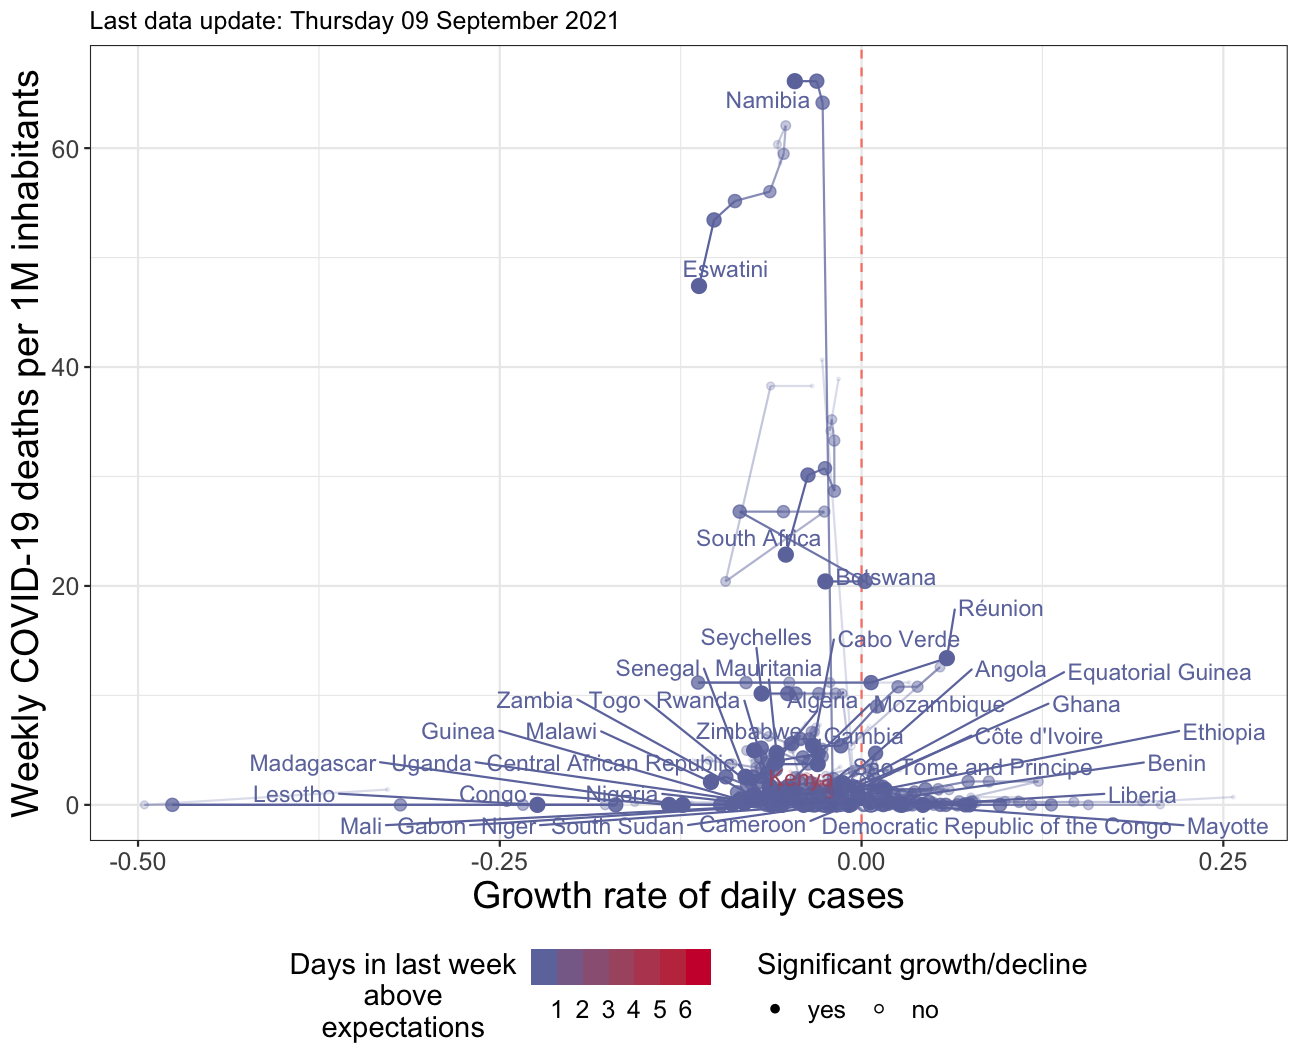 Last data update: Thursday 09 September 2021
Weekly COVID-19 deaths per 1M inhabitants
60
40
20
0
Namibia
Eswatini
South Africa
Botswana
Réunion
Seychelles
Cabo Verde
Senegal
Mauritania
Angola
Equatorial Guinea
Zambia
Togo
Rwanda
Algeria
Mozambique
Ghana
Guinea
Malawi
Zimbabwe
Gambia
Côte d'Ivoire
Ethiopia
Madagascar
Uganda
Central African Republic
Kenya
Sao Tome and Principe
Benin
Lesotho
Congo
Nigeria
Liberia
Mali
Gabon
Niger
South Sudan
Cameroon
Democratic Republic of the Congo
Mayotte
-0.50
-0.25
0.00
0.25
Growth rate of daily cases
Days in last week
above
expectations
1 2 3 4 5 6
Significant growth/decline
yes
no